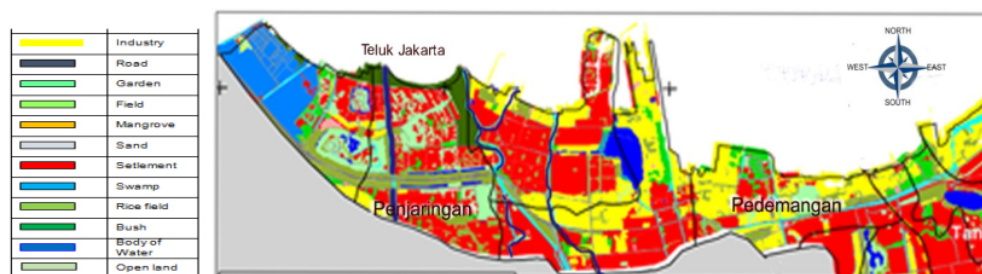 Industry
Road
Garden
Field
Mangrove
Sand
Setlement
Swamp
Rice field
Bush
Body of
Water
Open land
Teluk Jakarta
NORTH
WEST
EAST
SOUTH
Penjaringan
Pedemangan
Tan